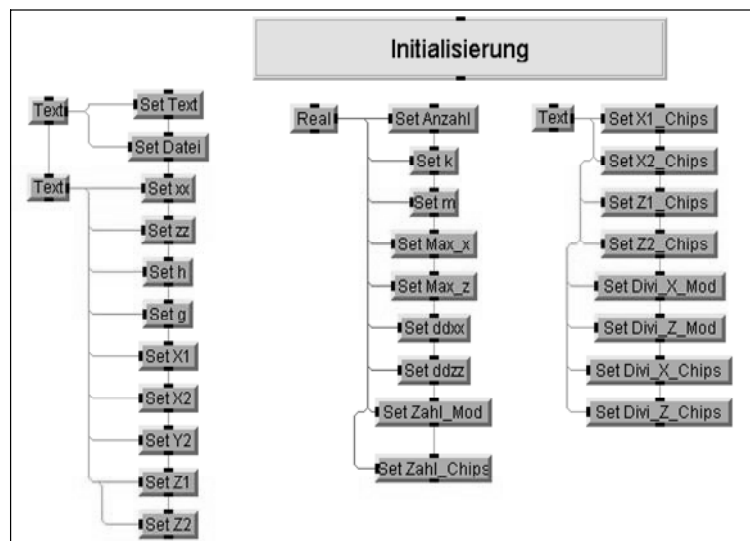 Initialisierung
Text
Set Text
Set Datei
Text
Set xx
Set zz
Set h
Set g
Set X1
Set X2
Set Y2
Set Z1
Set Z2
Real
Set Anzahl
Set k
Set m
Set Max_x
Set Max_z
Set ddxx
Set ddzz
Set Zahl_Mod
Set Zahl_Chips
Text
Set X1_Chips
Set X2_Chips
Set Z1_Chips
Set Z2_Chips
Set Divi_X_Mod
Set Divi_Z_Mod
Set Divi_X_Chips
Set Divi_Z_Chips